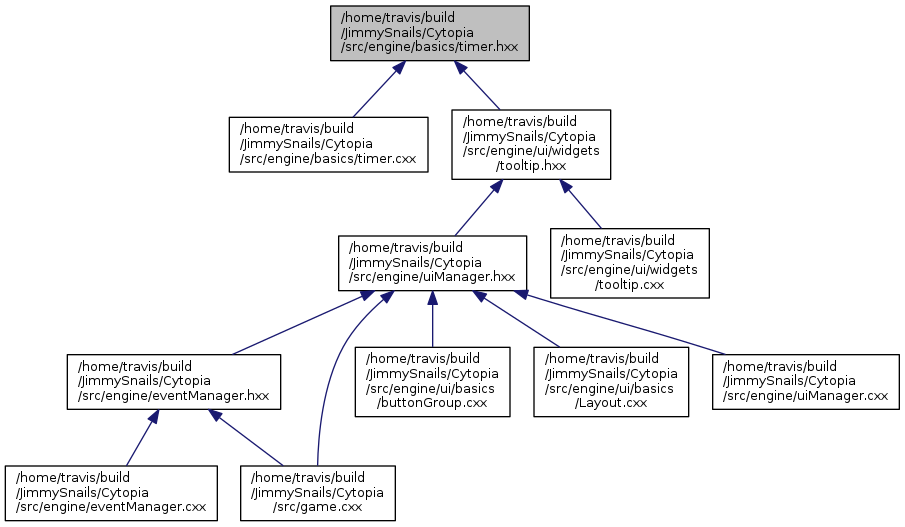 /home/travis/build
/JimmySnails/Cytopia
/src/engine/basics/timer.hxx
/home/travis/build
/JimmySnails/Cytopia
/src/engine/basics/timer.cxx
/home/travis/build
/JimmySnails/Cytopia
/src/engine/ui/widgets
/tooltip.hxx
/home/travis/build
/JimmySnails/Cytopia
/src/engine/uiManager.hxx
/home/travis/build
/JimmySnails/Cytopia
/src/engine/ui/widgets
/tooltip.cxx
/home/travis/build
/JimmySnails/Cytopia
/src/engine/eventManager.hxx
/home/travis/build
/JimmySnails/Cytopia
/src/engine/ui/basics
/buttonGroup.cxx
/home/travis/build
/JimmySnails/Cytopia
/src/engine/ui/basics
/Layout.cxx
/home/travis/build
/JimmySnails/Cytopia
/src/engine/uiManager.cxx
/home/travis/build
/JimmySnails/Cytopia
/src/engine/eventManager.cxx
/home/travis/build
/JimmySnails/Cytopia
/src/game.cxx